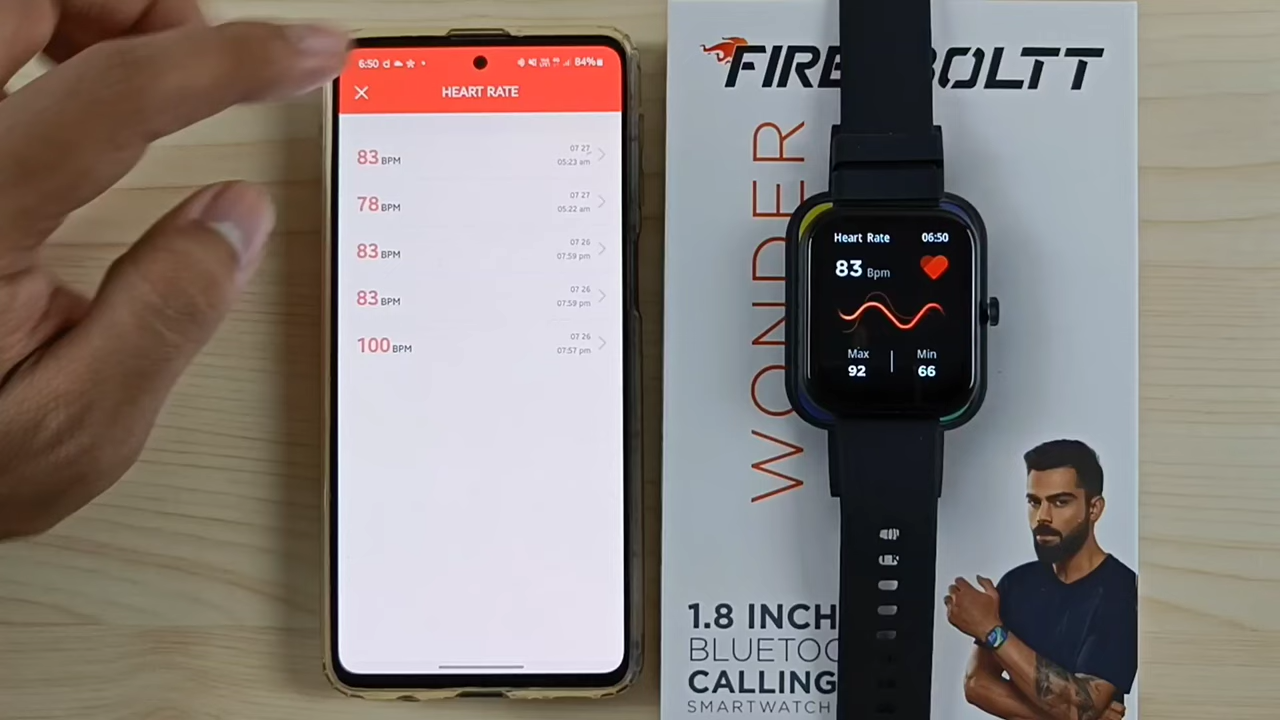 6:50
84%
HEART RATE
83 BPM
07 27
05:23 am
78 BPM
07 27
05:22 am
83 BPM
07 26
07:59 pm
83 BPM
07 26
07:59 pm
100 BPM
07 26
07:57 pm
FIRE BOLTT
WONDER
Heart Rate 06:50
83 Bpm
Max Min
92 66
1.8 INCH
BLUETOO
CALLING
SMARTWATCH